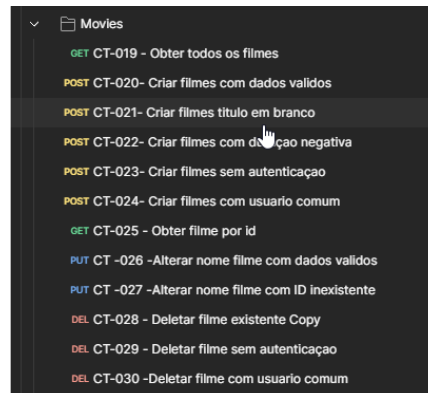 Movies
GET CT-019 - Obter todos os filmes
POST CT-020- Criar filmes com dados validos
POST CT-021- Criar filmes titulo em branco
POST CT-022- Criar filmes com negativa
POST CT-023- Criar filmes sem autenticaçao
POST CT-024- Criar filmes com usuario comum
GET CT-025 - Obter filme por id
PUT CT -026 -Alterar nome filme com dados validos
PUT CT -027 -Alterar nome filme com ID inexistente
DEL CT-028 - Deletar filme existente Copy
DEL CT-029 - Deletar filme sem autenticaçao
DEL CT-030 -Deletar filme com usuario comum